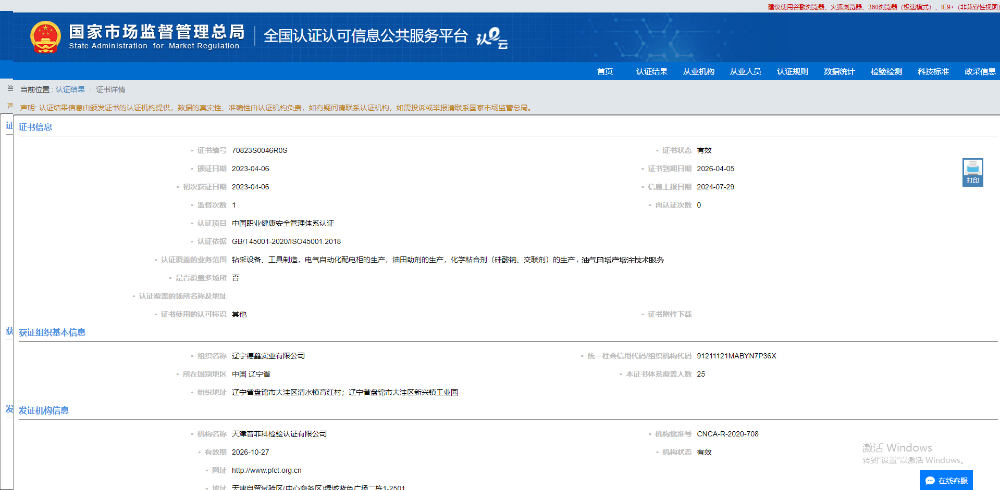 建议使用谷歌浏览器、火狐浏览器、360浏览器（极速模式）、IE9+（非兼容性视图）
国家市场监督管理总局 全国认证认可信息公共服务平台 认e云
State Administration for Market Regulation
首页 认证结果 从业机构 从业人员 认证规则 数据统计 检验检测 科技标准 政采信息
当前位置 : 认证结果 / 证书详情
声明: 认证结果信息由颁发证书的认证机构提供，数据的真实性、准确性由认证机构负责，如有疑问请联系认证机构，如需投诉或举报请联系国家市场监管总局。
证书信息
证书编号 70823S0046R0S 证书状态 有效
颁证日期 2023-04-06 证书到期日期 2026-04-05
打印
初次获证日期 2023-04-06 信息上报日期 2024-07-29
监督次数 1 再认证次数 0
认证项目 中国职业健康安全管理体系认证
认证依据 GB/T45001-2020/ISO45001:2018
认证覆盖的业务范围 钻采设备、工具制造，电气自动化配电柜的生产，油田助剂的生产，化学粘合剂（硅酸钠、交联剂）的生产，油气田增产增注技术服务
是否覆盖多场所 否
认证覆盖的场所名称及地址
证书使用的认可标识 其他 证书附件下载
获证组织基本信息
组织名称 辽宁德鑫实业有限公司 统一社会信用代码/组织机构代码 91211121MABYN7P36X
所在国别地区 中国 辽宁省 本证书体系覆盖人数 25
组织地址 辽宁省盘锦市大洼区清水镇育红村；辽宁省盘锦市大洼区新兴镇工业园
发证机构信息
机构名称 天津普菲科检验认证有限公司 机构批准号 CNCA-R-2020-708
有效期 2026-10-27 机构状态 有效
激活 Windows
转到“设置”以激活 Windows。
网址 http://www.pfct.org.cn
在线客服
地址 天津自贸试验区(中心商务区)绿城蓝色广场二栋1-2501